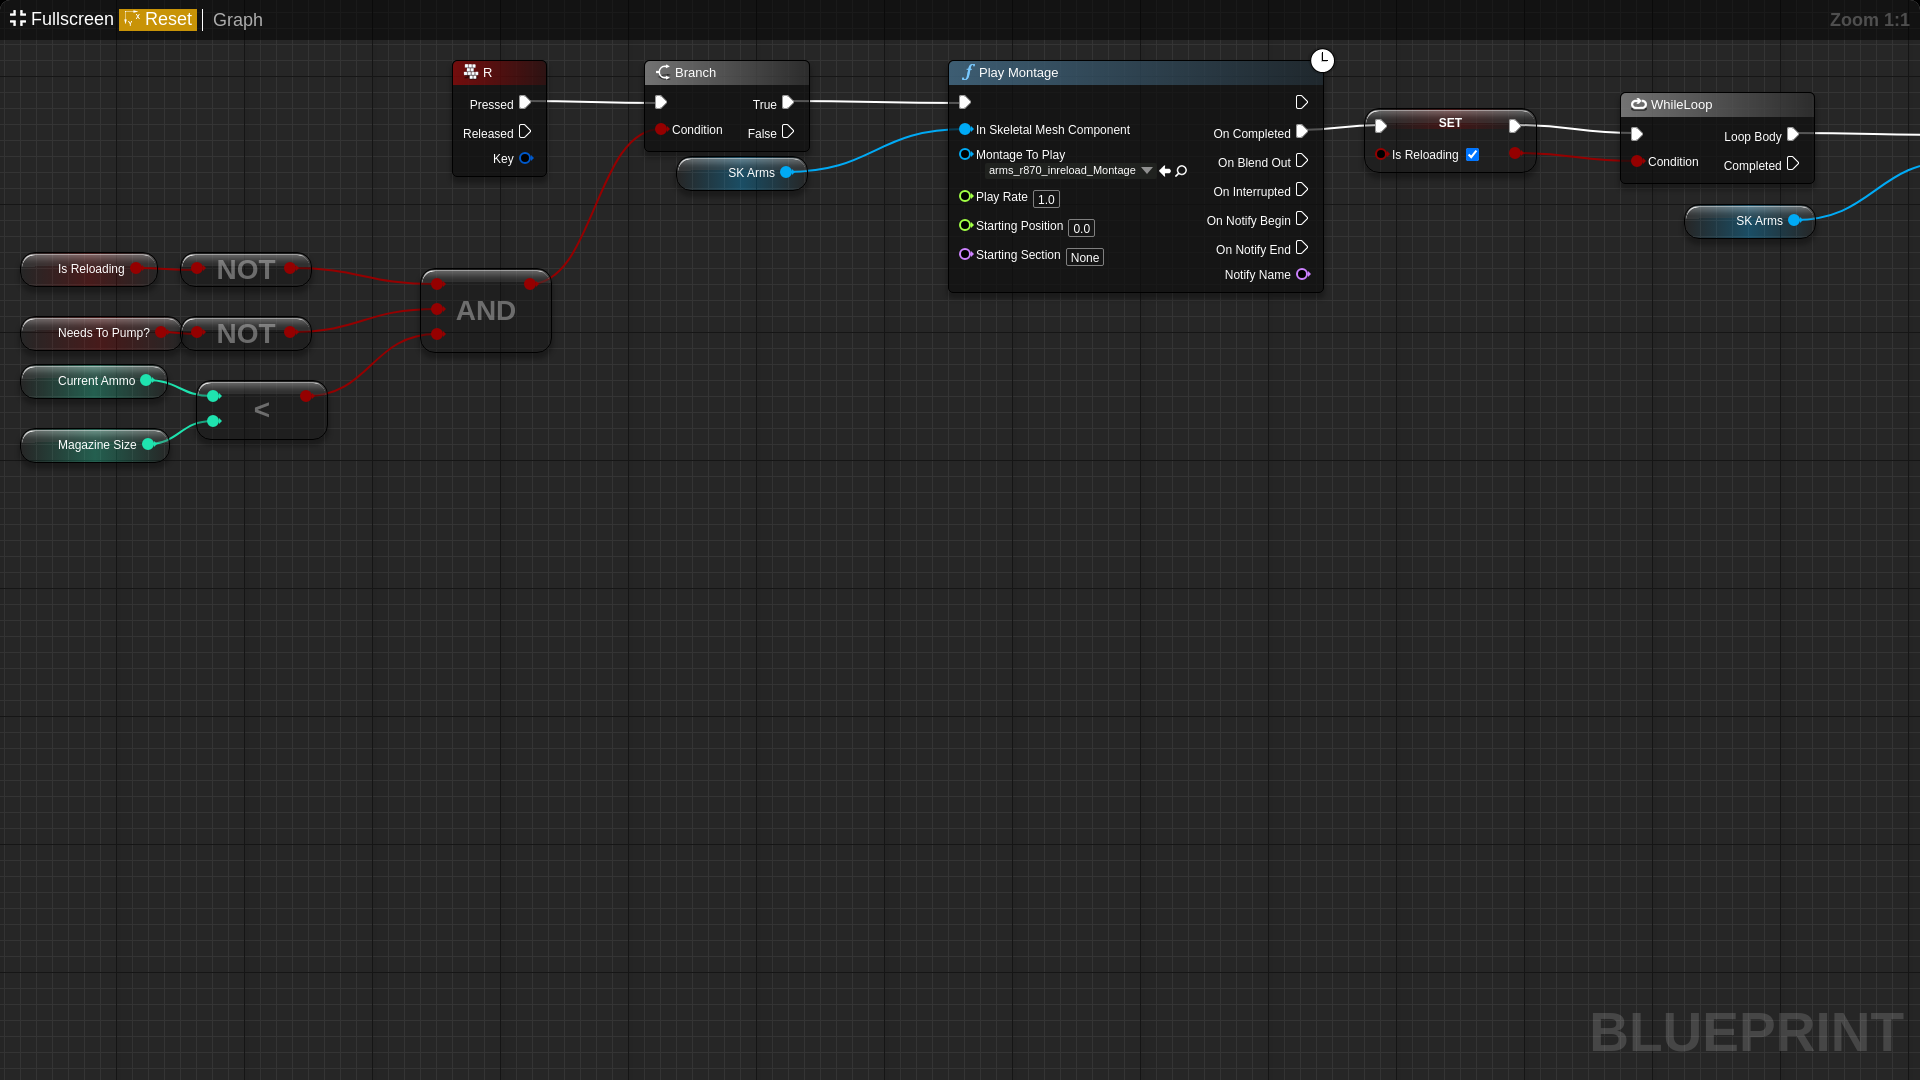 Fullscreen Reset Graph Zoom 1:1
R
Pressed
Released
Key
Branch
True
Condition
False
SK Arms
Play Montage
In Skeletal Mesh Component
On Completed
Montage To Play
arms_r870_inreload_Montage
On Blend Out
Play Rate 1.0
On Interrupted
Starting Position 0.0
On Notify Begin
Starting Section None
On Notify End
Notify Name
SET
Is Reloading
WhileLoop
Loop Body
Condition
Completed
SK Arms
Is Reloading
NOT
Needs To Pump?
NOT
AND
Current Ammo
<
Magazine Size
BLUEPRINT